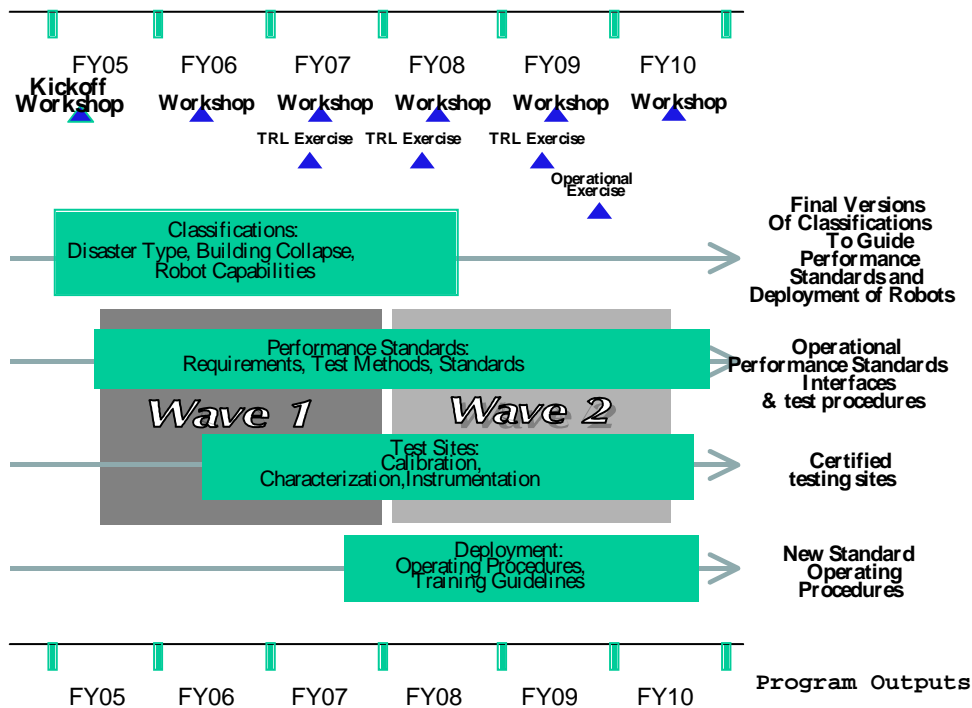 FY05 FY06 FY07 FY08 FY09 FY10
Kickoff
Workshop Workshop Workshop Workshop Workshop Workshop
TRL Exercise TRL Exercise TRL Exercise
Operational
Exercise
Classifications:
Disaster Type, Building Collapse,
Robot Capabilities
Final Versions
Of Classifications
To Guide
Performance
Standards and
Deployment of Robots
Performance Standards:
Requirements, Test Methods, Standards
Operational
Performance Standards
Interfaces
& test procedures
Wave 1 Wave 2
Test Sites:
Calibration,
Characterization,Instrumentation
Certified
testing sites
Deployment:
Operating Procedures,
Training Guidelines
New Standard
Operating
Procedures
FY05 FY06 FY07 FY08 FY09 FY10
Program Outputs